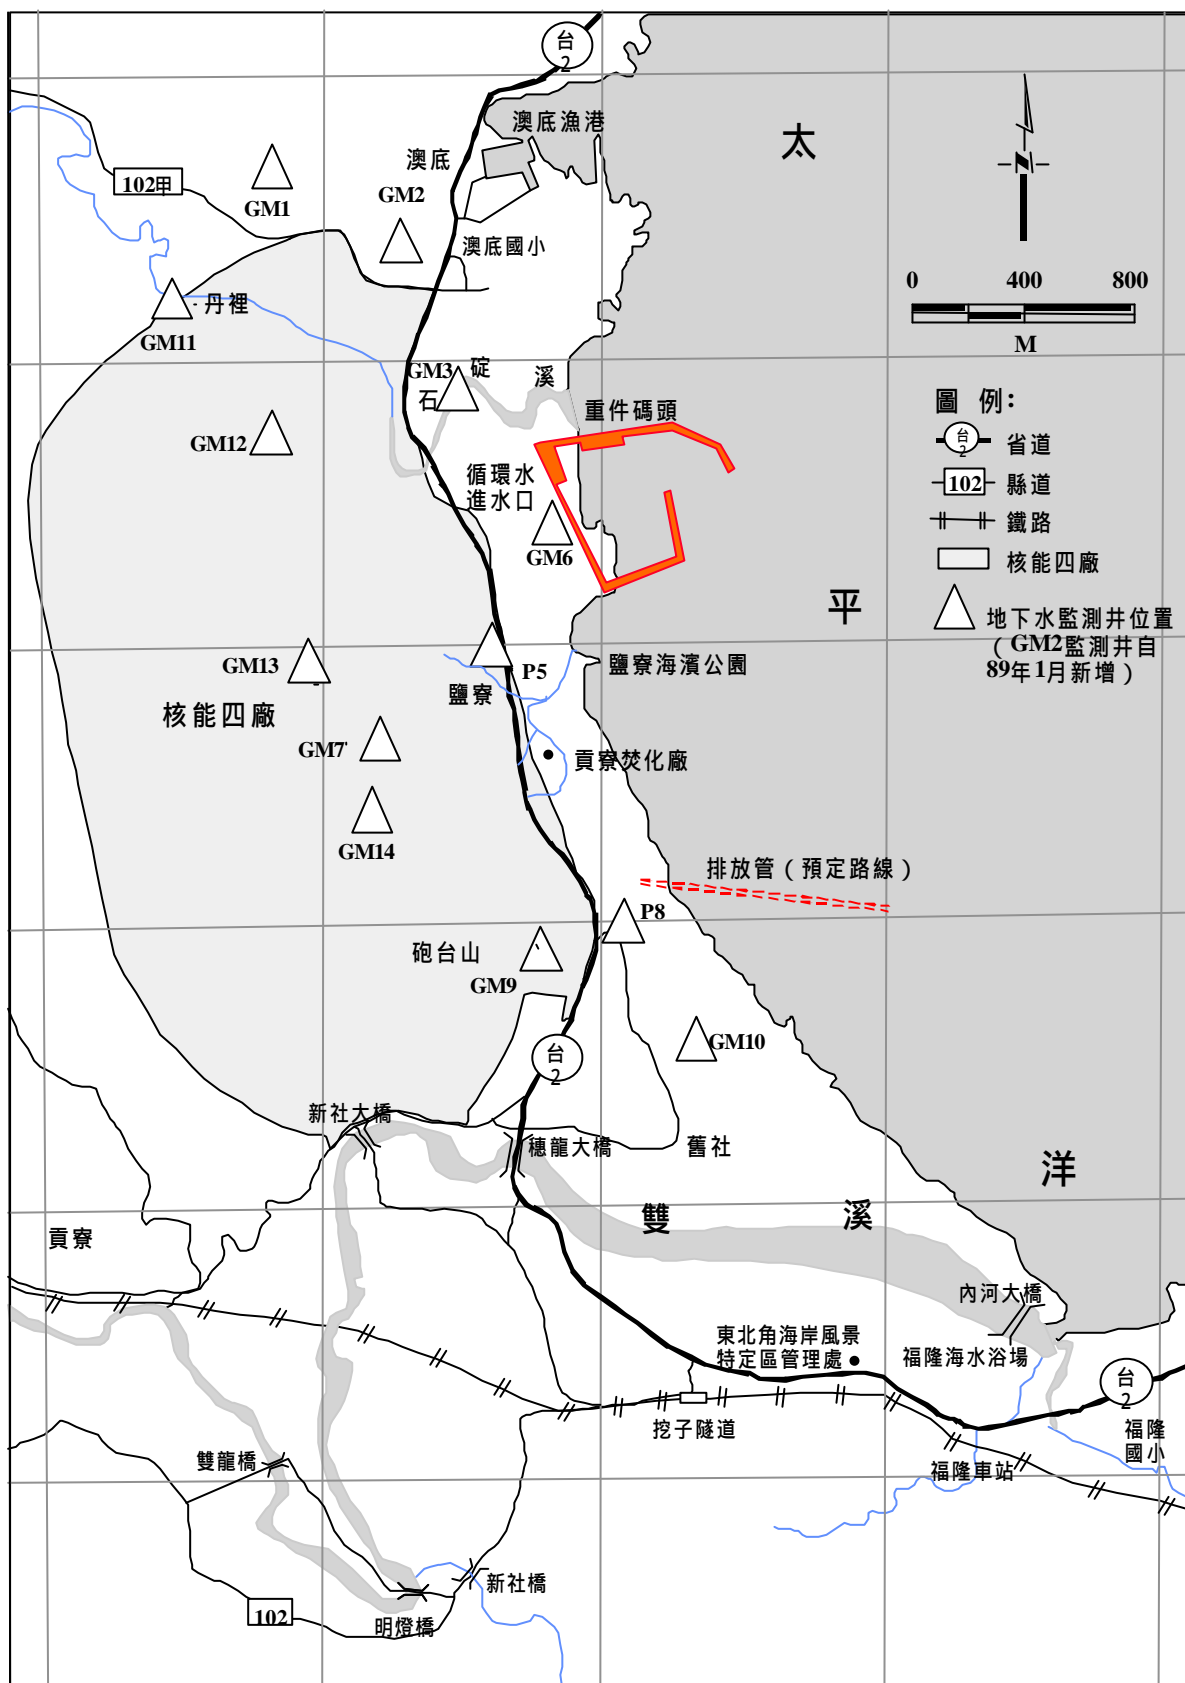 台
2
澳底漁港
太
澳底
102甲
GM1
GM2
澳底國小
0 400 800
M
丹裡
GM11
GM3
碇
溪
石
重件碼頭
圖 例:
台
2
省道
GM12
循環水
進水口
102
縣道
鐵路
GM6
核能四廠
平
地下水監測井位置
(GM2監測井自
89年1月新增)
GM13
P5
鹽寮
鹽寮海濱公園
核能四廠
GM7
貢寮焚化廠
GM14
排放管(預定路線)
P8
砲台山
GM9
GM10
台
2
新社大橋
穗龍大橋
舊社
洋
雙
溪
貢寮
內河大橋
東北角海岸風景
特定區管理處
福隆海水浴場
台
2
挖子隧道
福隆
國小
雙龍橋
福隆車站
新社橋
102
明燈橋